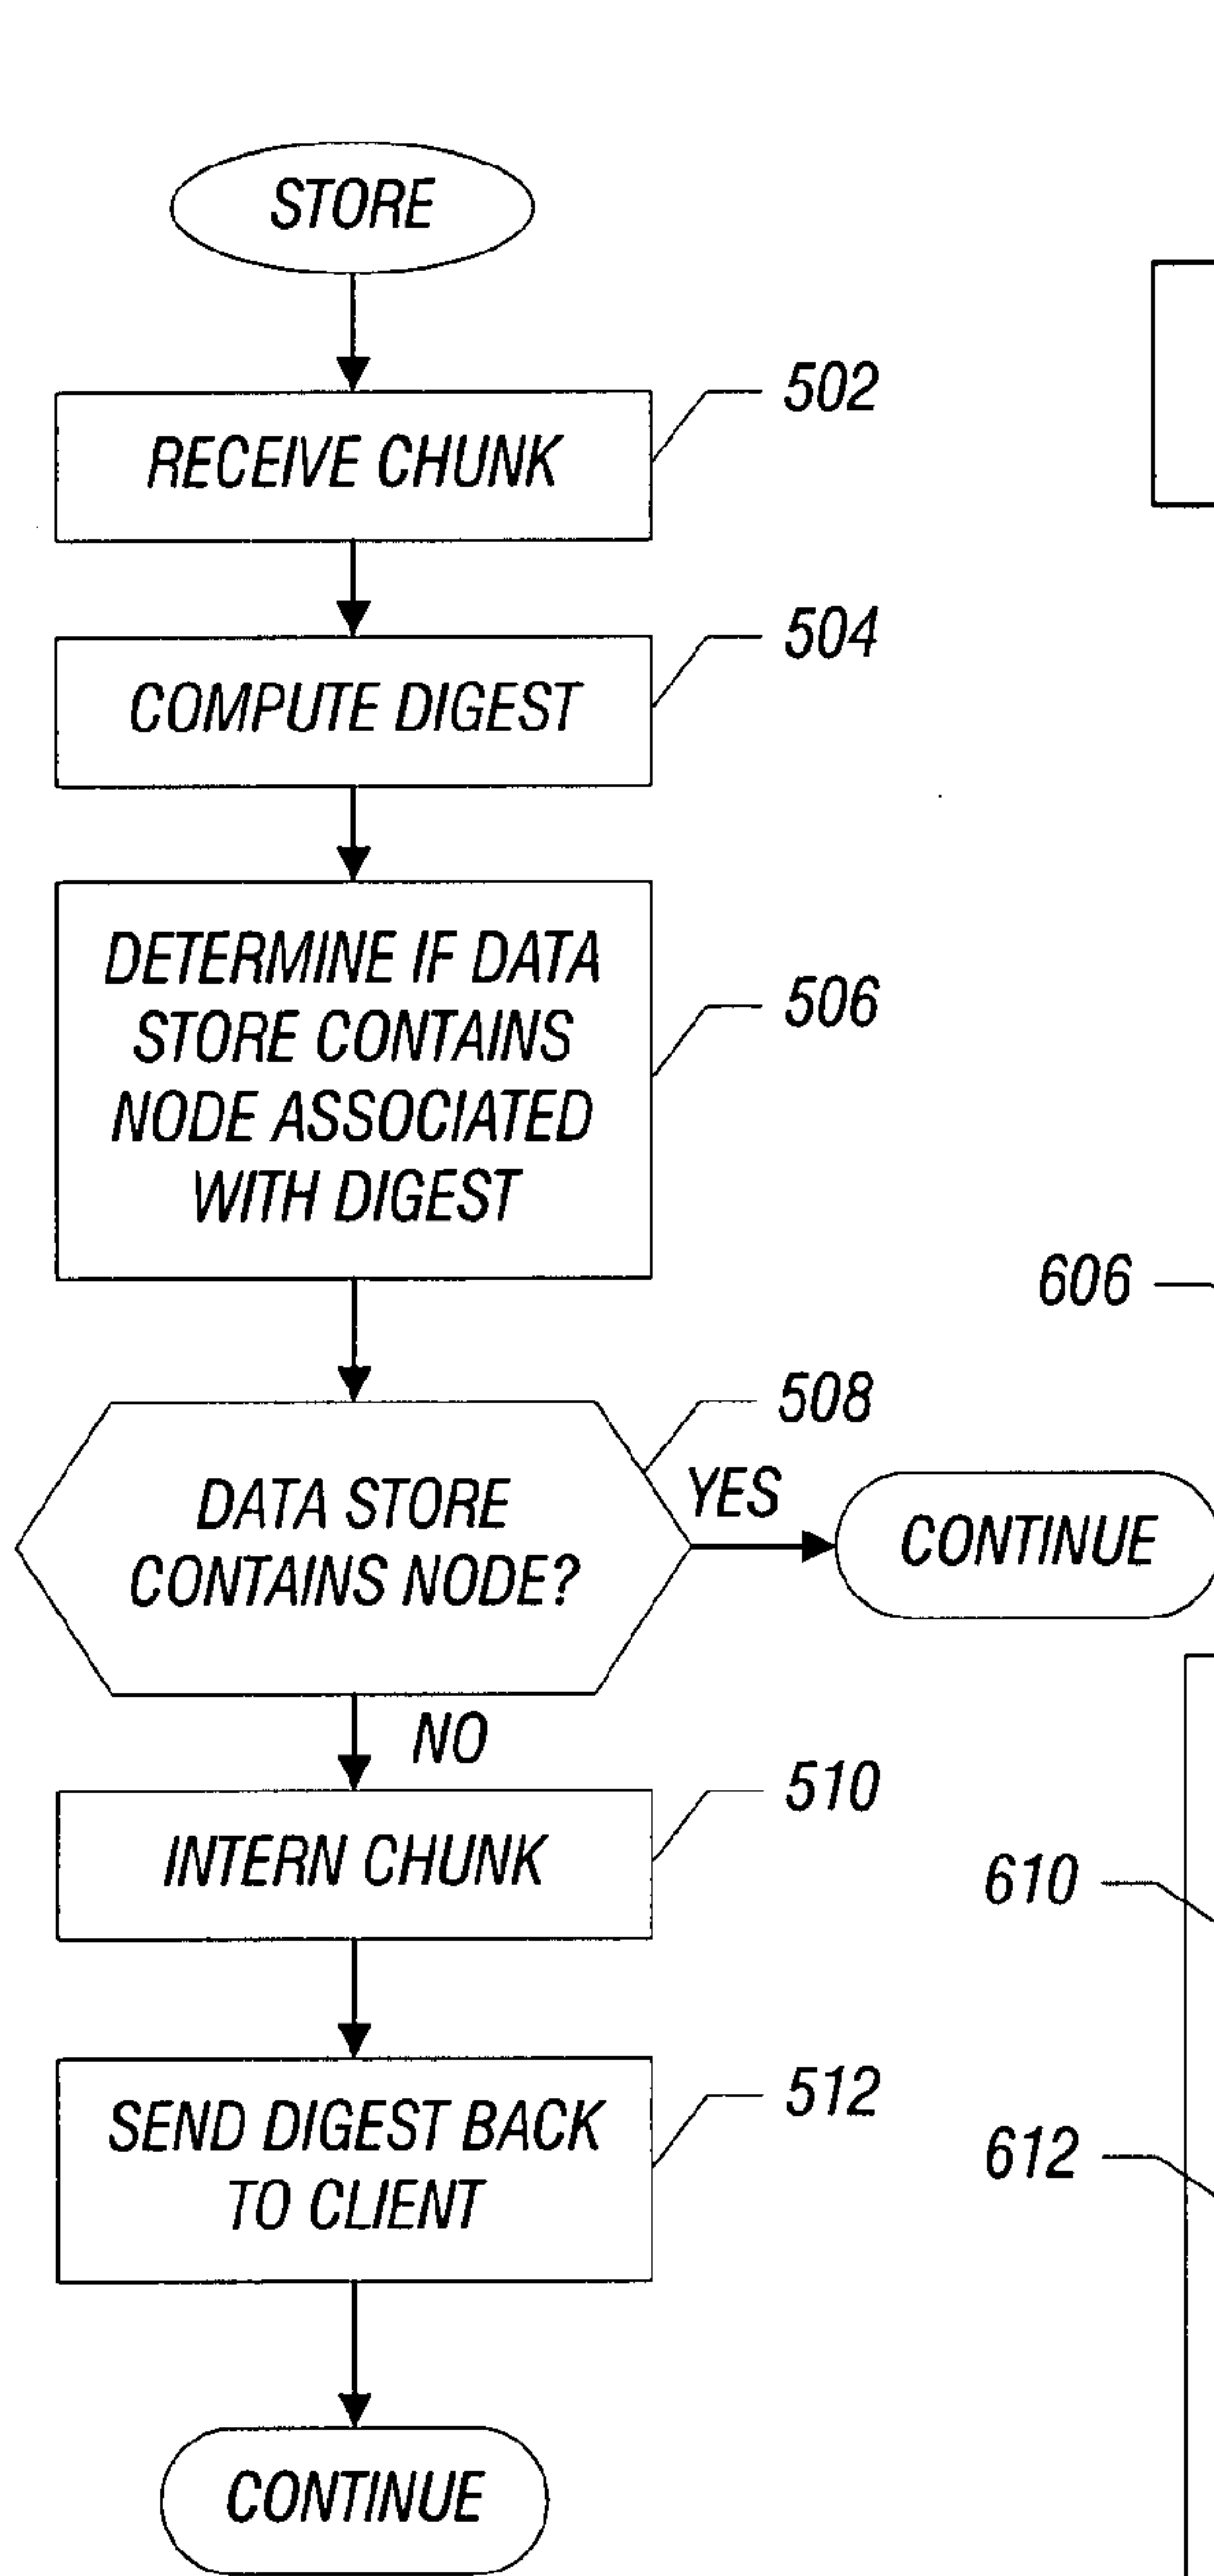 STORE
502
RECEIVE CHUNK
504
COMPUTE DIGEST
DETERMINE IF DATA
STORE CONTAINS
NODE ASSOCIATED
WITH DIGEST
506
606
508
DATA STORE
CONTAINS NODE?
YES
CONTINUE
NO
510
INTERN CHUNK
610
512
SEND DIGEST BACK
TO CLIENT
612
CONTINUE